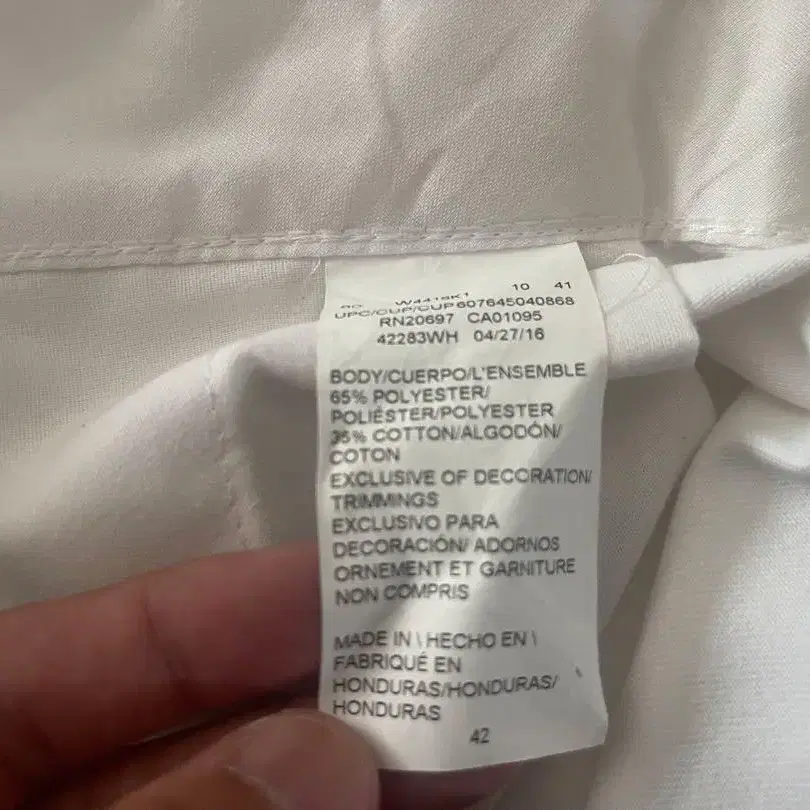 10 41
UPC/CUP/CUP 607645040868
RN20697 CA01095
42283WH 04/27/16
BODY/CUERPO/L'ENSEMBLE
65% POLYESTER/
POLIÉSTER/POLYESTER
35% COTTON/ALGODÓN/
COTON
EXCLUSIVE OF DECORATION/
TRIMMINGS
EXCLUSIVO PARA
DECORACIÓN/ ADORNOS
ORNEMENT ET GARNITURE
NON COMPRIS
MADE IN \ HECHO EN \
FABRIQUÉ EN
HONDURAS/HONDURAS/
HONDURAS
42